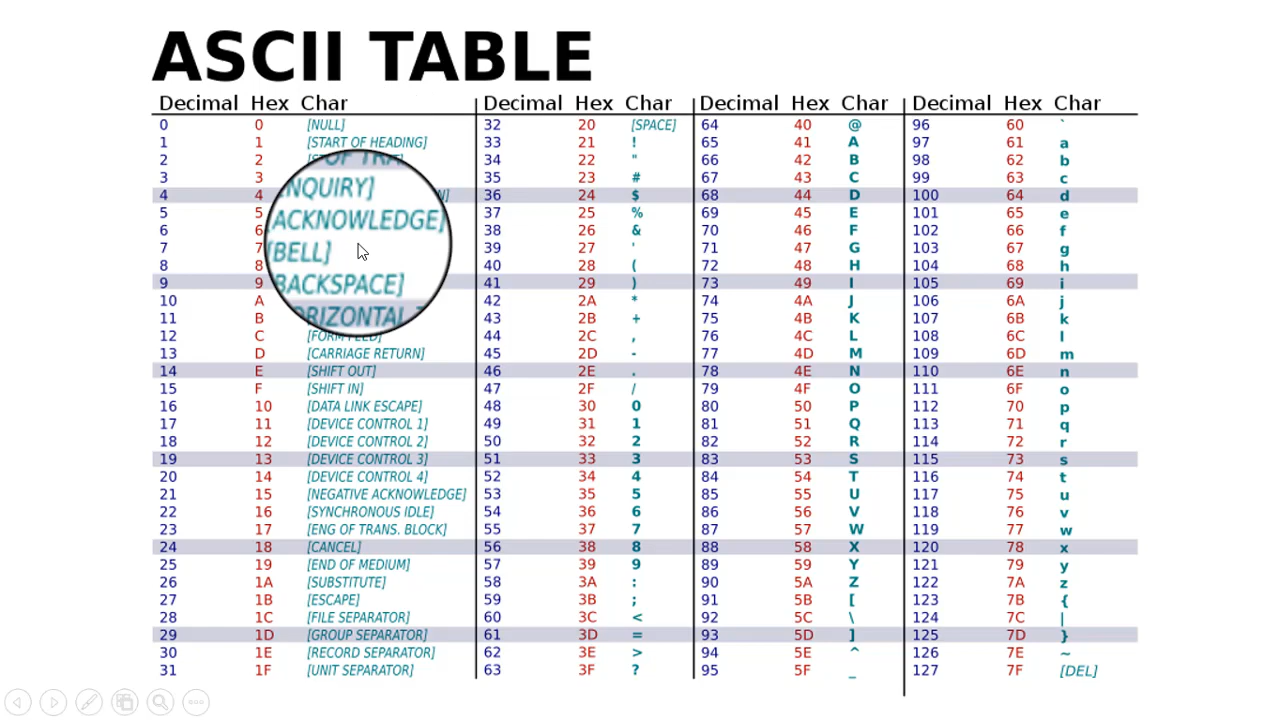 ASCII TABLE
Decimal Hex Char Decimal Hex Char Decimal Hex Char Decimal Hex Char
0 0 [NULL] 32 20 [SPACE] 64 40 @ 96 60 `
1 1 [START OF HEADING] 33 21 ! 65 41 A 97 61 a
2 2 34 22 " 66 42 B 98 62 b
3 3 35 23 # 67 43 C 99 63 c
4 4 36 24 $ 68 44 D 100 64 d
5 5 37 25 % 69 45 E 101 65 e
6 6 [ACKNOWLEDGE] 38 26 & 70 46 F 102 66 f
7 7 [BELL] 39 27 ' 71 47 G 103 67 g
8 8 BACKSPACE] 40 28 ( 72 48 H 104 68 h
9 9 41 29 ) 73 49 I 105 69 i
10 A 42 2A * 74 4A J 106 6A j
11 B 43 2B + 75 4B K 107 6B k
12 C [FORM FEED] 44 2C , 76 4C L 108 6C l
13 D [CARRIAGE RETURN] 45 2D - 77 4D M 109 6D m
14 E [SHIFT OUT] 46 2E . 78 4E N 110 6E n
15 F [SHIFT IN] 47 2F / 79 4F O 111 6F o
16 10 [DATA LINK ESCAPE] 48 30 0 80 50 P 112 70 p
17 11 [DEVICE CONTROL 1] 49 31 1 81 51 Q 113 71 q
18 12 [DEVICE CONTROL 2] 50 32 2 82 52 R 114 72 r
19 13 [DEVICE CONTROL 3] 51 33 3 83 53 S 115 73 s
20 14 [DEVICE CONTROL 4] 52 34 4 84 54 T 116 74 t
21 15 [NEGATIVE ACKNOWLEDGE] 53 35 5 85 55 U 117 75 u
22 16 [SYNCHRONOUS IDLE] 54 36 6 86 56 V 118 76 v
23 17 [ENG OF TRANS. BLOCK] 55 37 7 87 57 W 119 77 w
24 18 [CANCEL] 56 38 8 88 58 X 120 78 x
25 19 [END OF MEDIUM] 57 39 9 89 59 Y 121 79 y
26 1A [SUBSTITUTE] 58 3A : 90 5A Z 122 7A z
27 1B [ESCAPE] 59 3B ; 91 5B [ 123 7B {
28 1C [FILE SEPARATOR] 60 3C < 92 5C \ 124 7C |
29 1D [GROUP SEPARATOR] 61 3D = 93 5D ] 125 7D }
30 1E [RECORD SEPARATOR] 62 3E > 94 5E ^ 126 7E ~
31 1F [UNIT SEPARATOR] 63 3F ? 95 5F _ 127 7F [DEL]